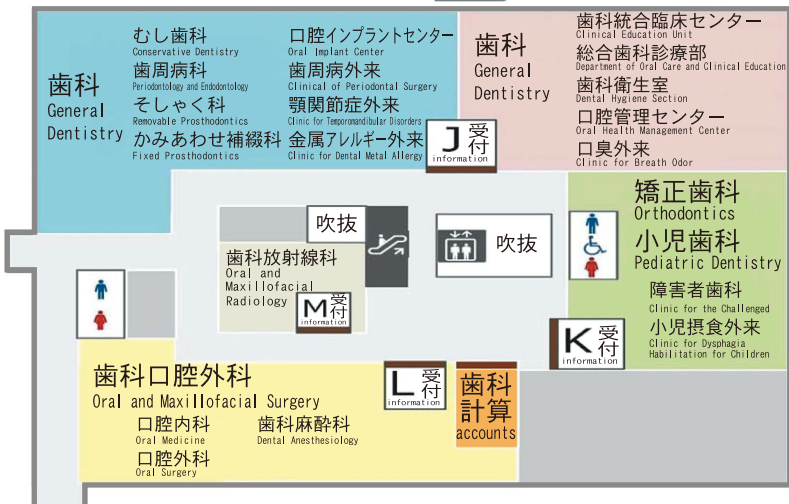 歯科
General
Dentistry
むし歯科
Conservative Dentistry
歯周病科
Periodontology and Endodontology
そしゃく科
Removable Prosthodontics
かみあわせ補綴科
Fixed Prosthodontics
口腔インプラントセンター
Oral Implant Center
歯周病外来
Clinical of Periodontal Surgery
顎関節症外来
Clinic for Temporomandibular Disorders
金属アレルギー外来
Clinic for Dental Metal Allergy
J 受付
information
歯科
General
Dentistry
歯科統合臨床センター
Clinical Education Unit
総合歯科診療部
Department of Oral Care and Clinical Education
歯科衛生室
Dental Hygiene Section
口腔管理センター
Oral Health Management Center
口臭外来
Clinic for Breath Odor
矯正歯科
Orthodontics
小児歯科
Pediatric Dentistry
障害者歯科
Clinic for the Challenged
小児摂食外来
Clinic for Dysphagia
Habilitation for Children
K 受付
information
吹抜
吹抜
歯科放射線科
Oral and
Maxillofacial
Radiology
M 受付
information
歯科口腔外科
Oral and Maxillofacial Surgery
口腔内科
Oral Medicine
歯科麻酔科
Dental Anesthesiology
口腔外科
Oral Surgery
L 受付
information
歯科
計算
accounts